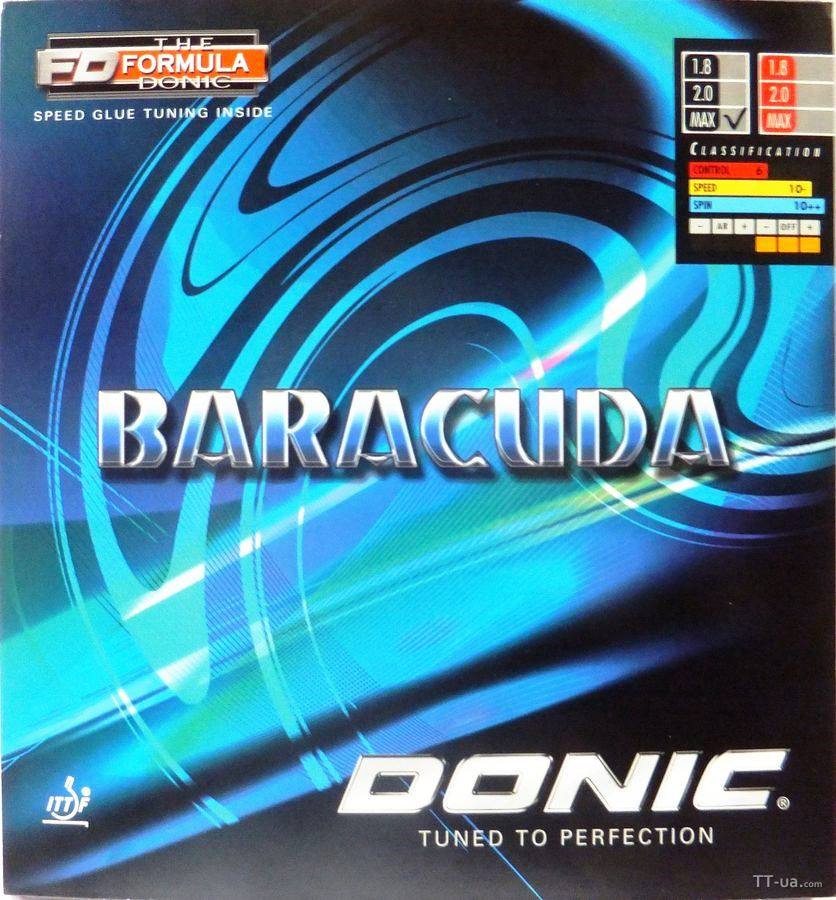 THE
FD FORMULA
DONIC
SPEED GLUE TUNING INSIDE
1.8 1.8
2.0 2.0
MAX MAX
CLASSIFICATION
CONTROL 6
SPEED 10-
SPIN 10++
- AR + - OFF +
BARACUDA
ITTF
DONIC®
TUNED TO PERFECTION
TT-ua.com